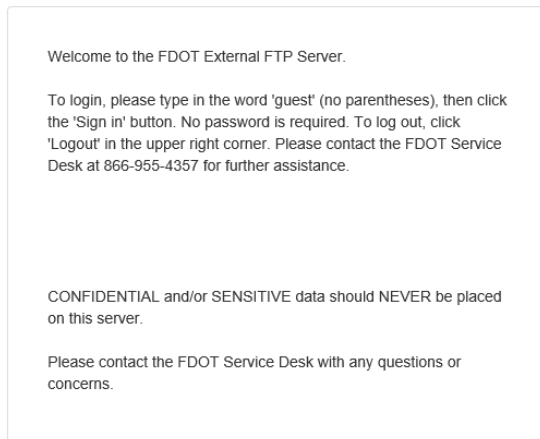 Welcome to the FDOT External FTP Server.
To login, please type in the word 'guest' (no parentheses), then click
the 'Sign in' button. No password is required. To log out, click
'Logout' in the upper right corner. Please contact the FDOT Service
Desk at 866-955-4357 for further assistance.
CONFIDENTIAL and/or SENSITIVE data should NEVER be placed
on this server.
Please contact the FDOT Service Desk with any questions or
concerns.